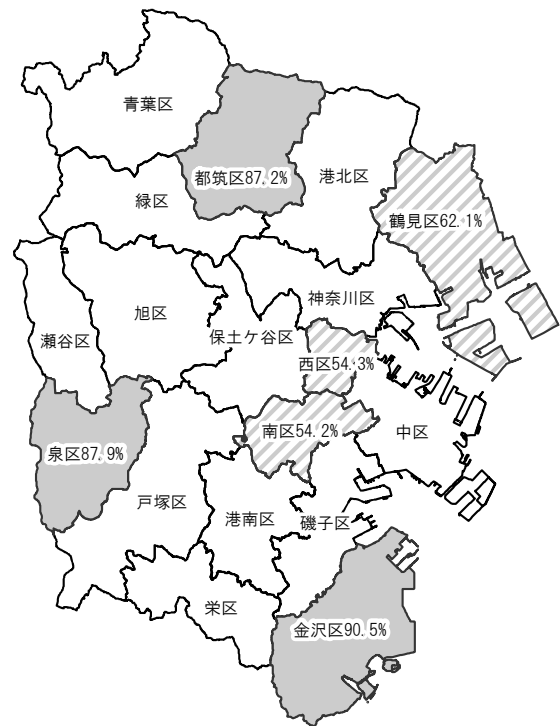 青葉区
都筑区87.2%
港北区
緑区
鶴見区62.1%
神奈川区
旭区
保土ケ谷区
瀬谷区
西区54.3%
南区54.2%
中区
泉区87.9%
戸塚区
港南区
磯子区
栄区
金沢区90.5%